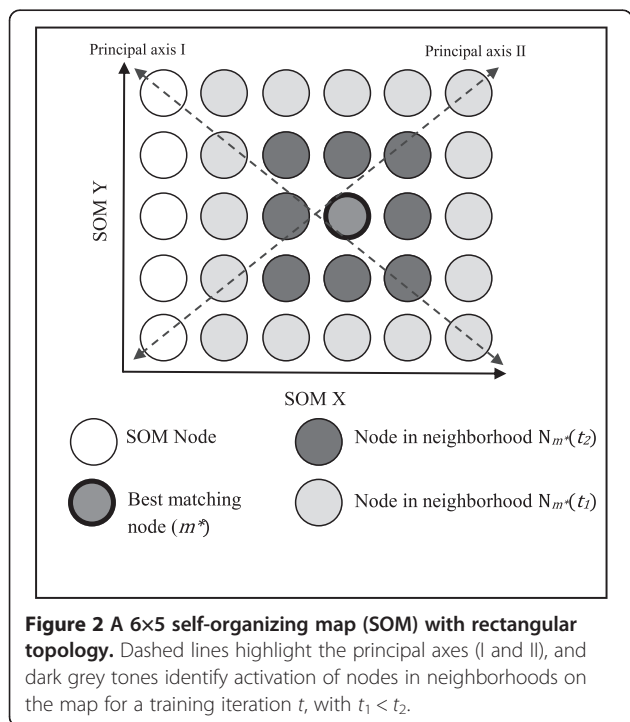 Principal axis I
Principal axis II
SOM Y
SOM X
SOM Node
Node in neighborhood Nₘ*(t₂)
Best matching
node (m*)
Node in neighborhood Nₘ*(t₁)
Figure 2 A 6×5 self-organizing map (SOM) with rectangular
topology. Dashed lines highlight the principal axes (I and II), and
dark grey tones identify activation of nodes in neighborhoods on
the map for a training iteration t, with t₁ < t₂.